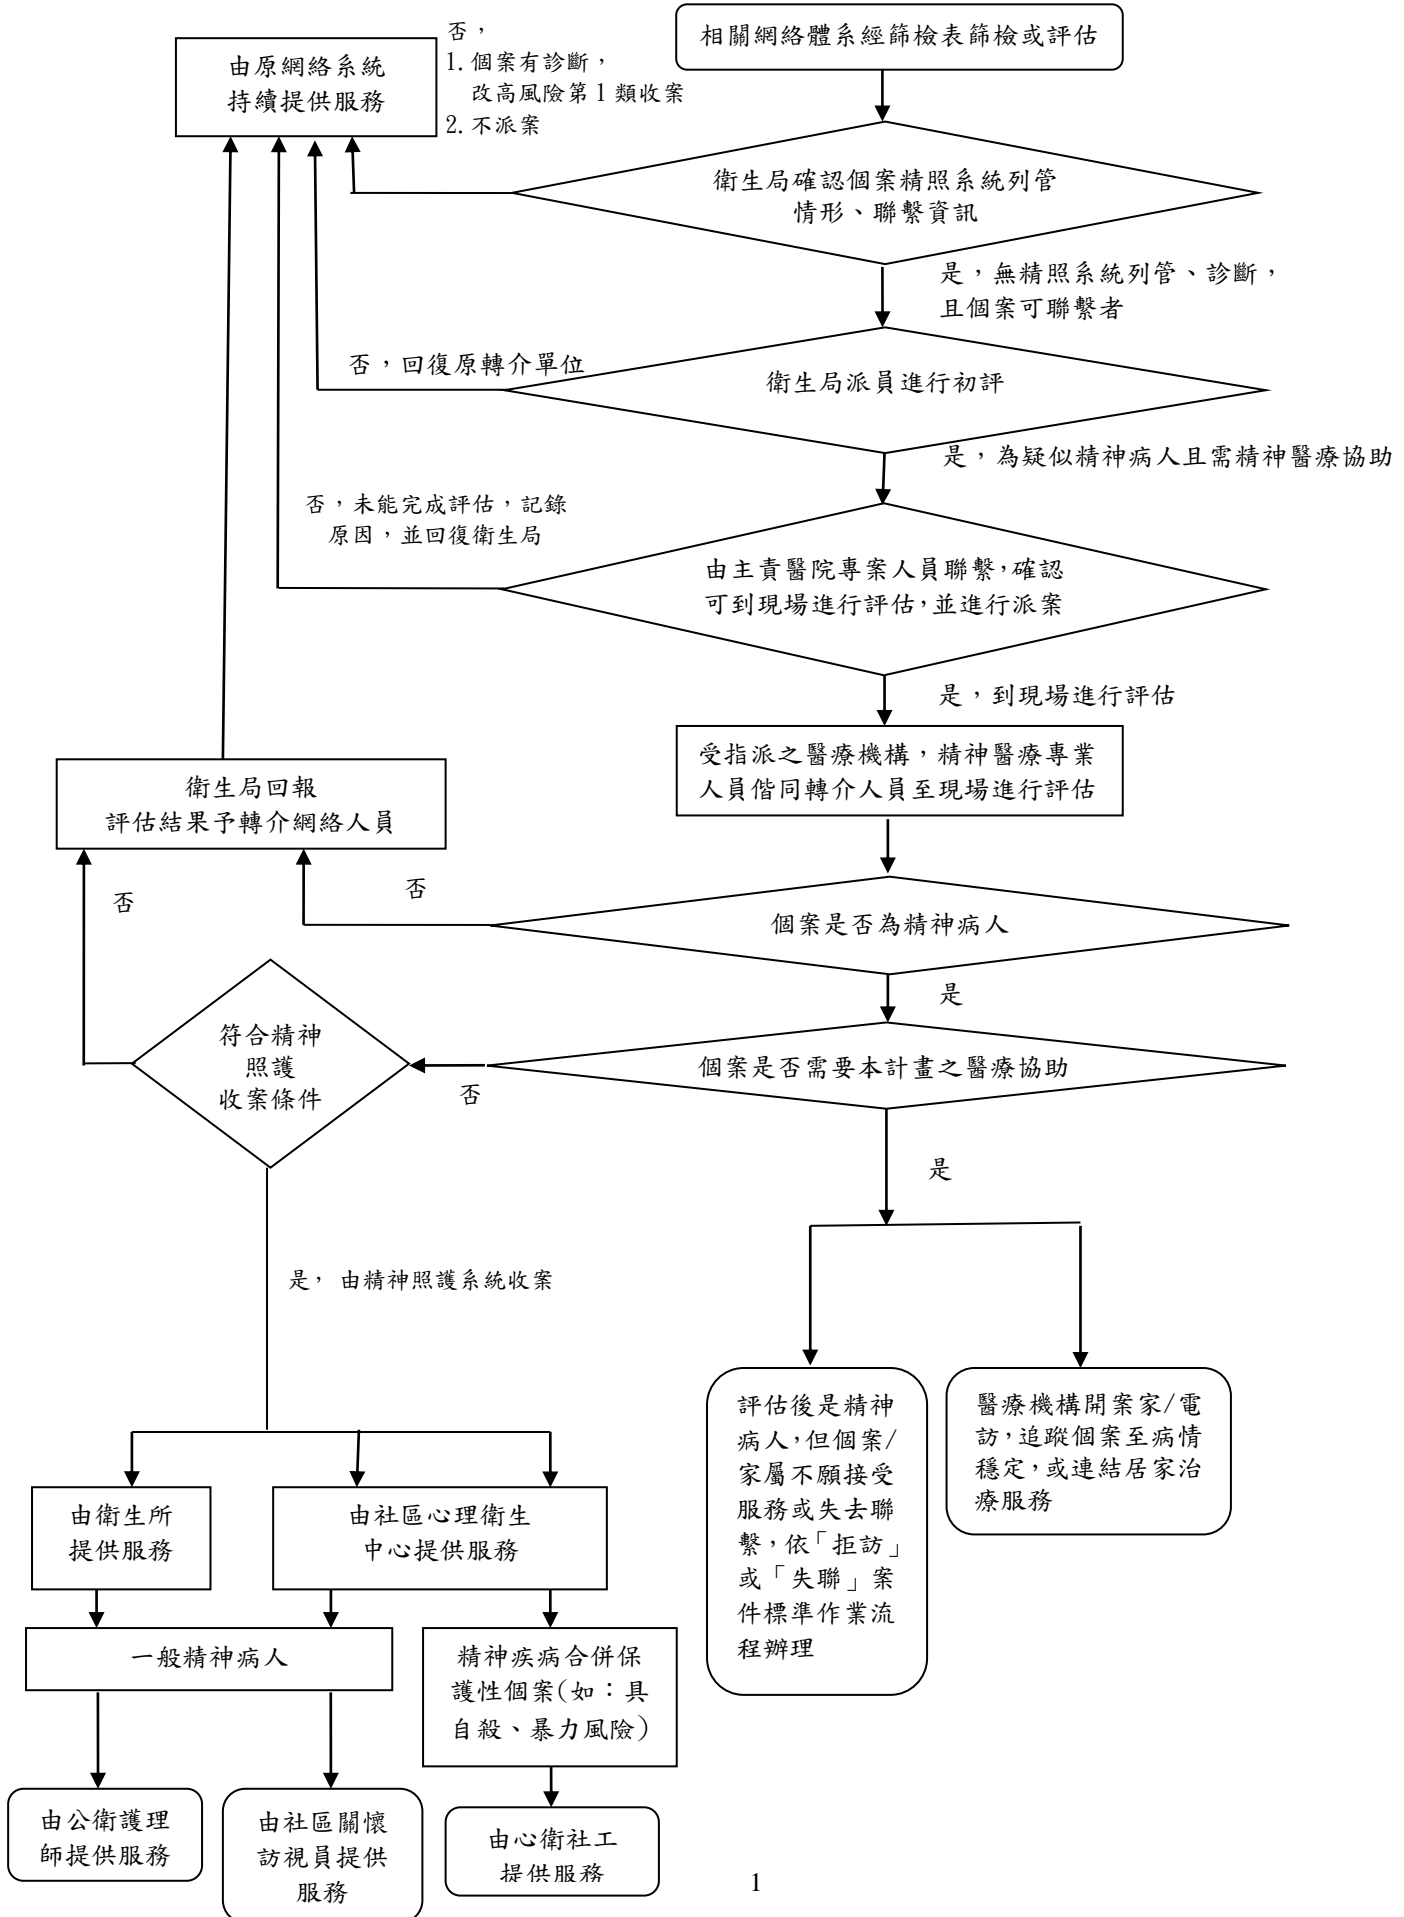 相關網絡體系經篩檢表篩檢或評估
否，
1.個案有診斷，
改高風險第1類收案
2.不派案
由原網絡系統
持續提供服務
衛生局確認個案精照系統列管
情形、聯繫資訊
是，無精照系統列管、診斷，
且個案可聯繫者
否，回復原轉介單位
衛生局派員進行初評
是，為疑似精神病人且需精神醫療協助
否，未能完成評估，記錄
原因，並回復衛生局
由主責醫院專案人員聯繫，確認
可到現場進行評估，並進行派案
是，到現場進行評估
受指派之醫療機構，精神醫療專業
人員偕同轉介人員至現場進行評估
衛生局回報
評估結果予轉介網絡人員
否
否
個案是否為精神病人
是
符合精神
照護
收案條件
個案是否需要本計畫之醫療協助
否
是
是， 由精神照護系統收案
評估後是精神
病人，但個案/
家屬不願接受
服務或失去聯
繫，依「拒訪」
或「失聯」案
件標準作業流
程辦理
醫療機構開案家/電
訪，追蹤個案至病情
穩定，或連結居家治
療服務
由衛生所
提供服務
由社區心理衛生
中心提供服務
一般精神病人
精神疾病合併保
護性個案(如：具
自殺、暴力風險)
由公衛護理
師提供服務
由社區關懷
訪視員提供
服務
由心衛社工
提供服務
1